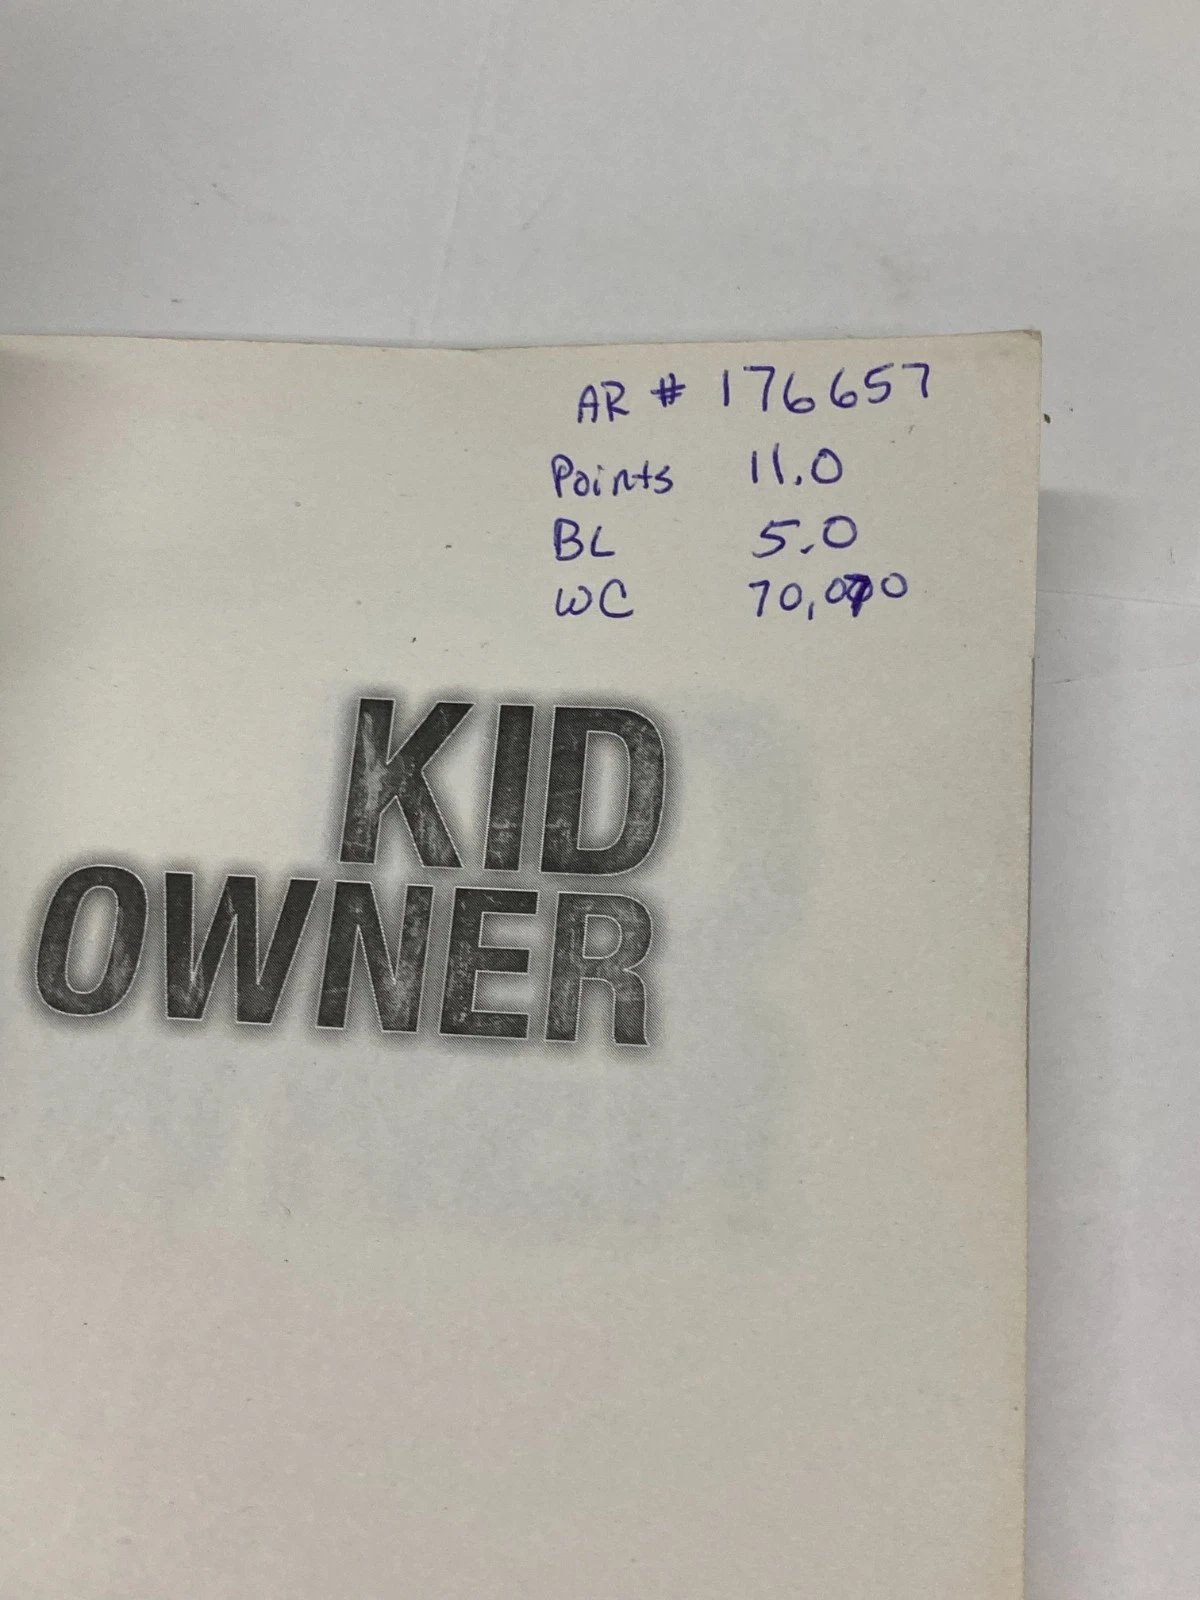 AR # 176657
Points 11.0
BL 5.0
WC 70,070
KID
OWNER